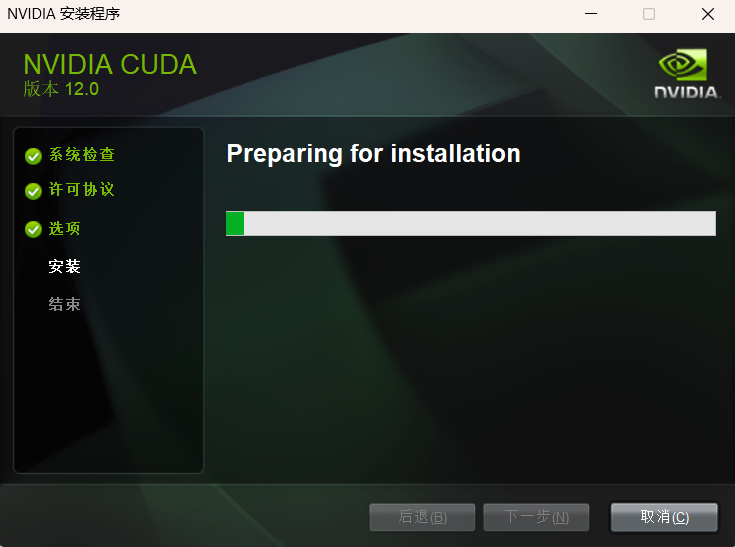 NVIDIA 安装程序
NVIDIA CUDA
版本 12.0
NVIDIA.
系统检查
许可协议
选项
安装
结束
Preparing for installation
后退(B)
下一步(N)
取消(C)